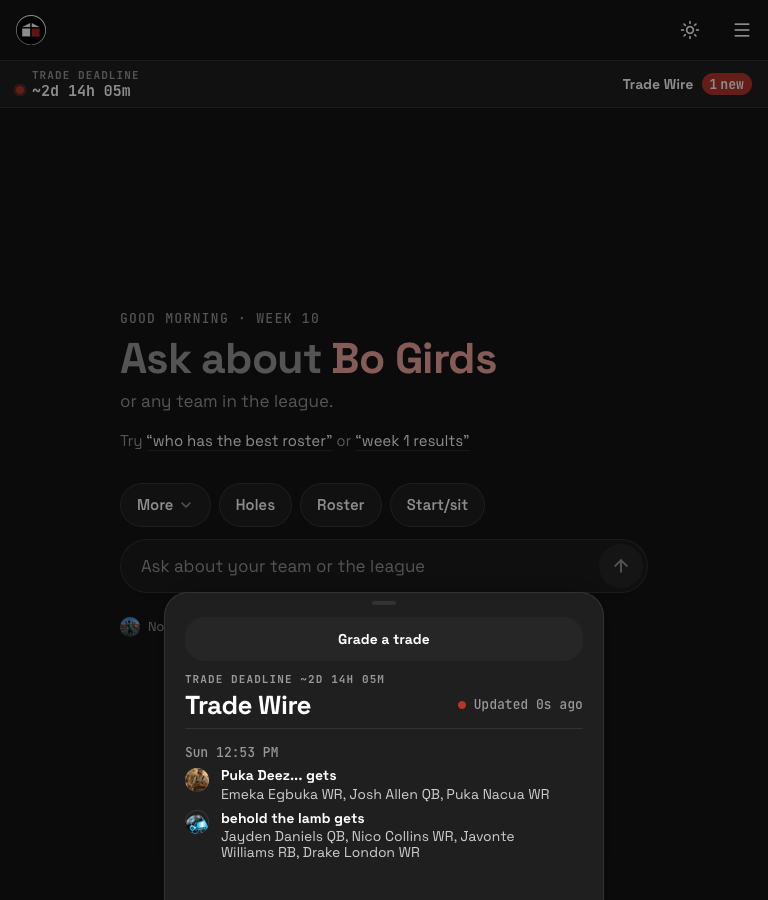 TRADE DEADLINE
~2d 14h 05m
Trade Wire 1 new
GOOD MORNING · WEEK 10
Ask about Bo Girds
or any team in the league.
Try “who has the best roster” or “week 1 results”
More Holes Roster Start/sit
Ask about your team or the league
No
Grade a trade
TRADE DEADLINE ~2D 14H 05M
Trade Wire
Updated 0s ago
Sun 12:53 PM
Puka Deez... gets
Emeka Egbuka WR, Josh Allen QB, Puka Nacua WR
behold the lamb gets
Jayden Daniels QB, Nico Collins WR, Javonte
Williams RB, Drake London WR